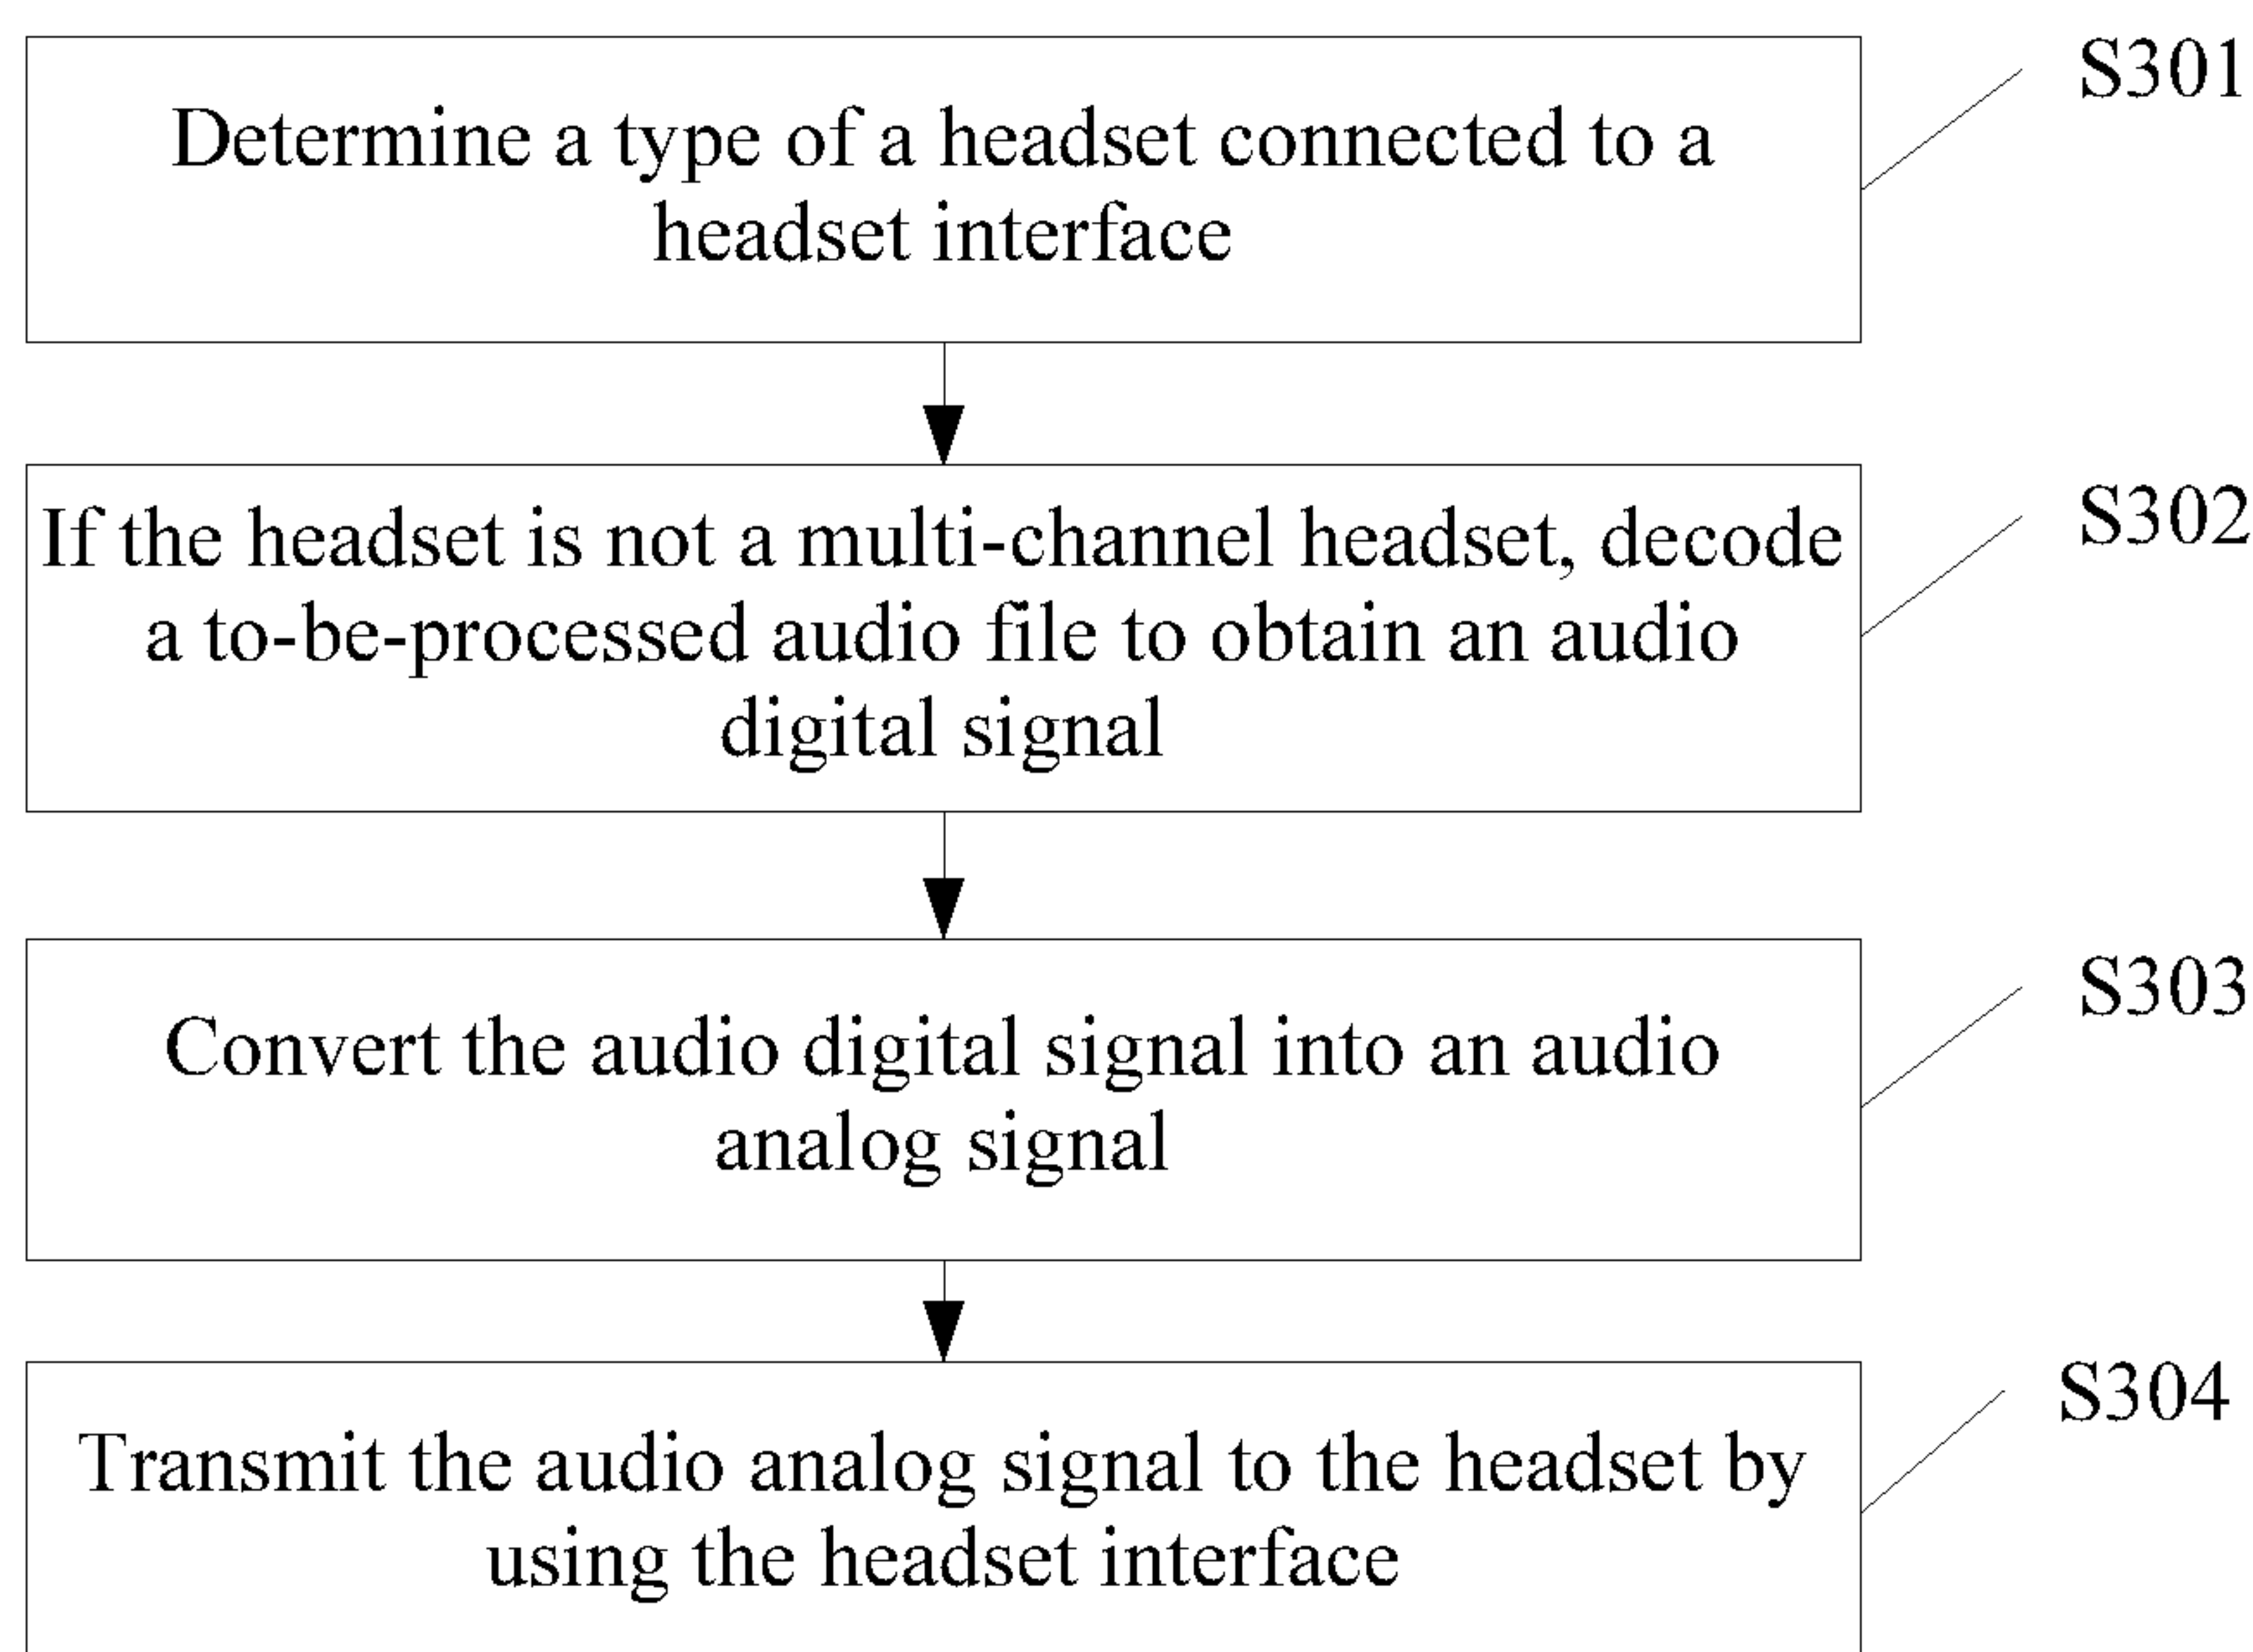 Determine a type of a headset connected to a
headset interface
S301
If the headset is not a multi-channel headset, decode
a to-be-processed audio file to obtain an audio
digital signal
S302
Convert the audio digital signal into an audio
analog signal
S303
Transmit the audio analog signal to the headset by
using the headset interface
S304